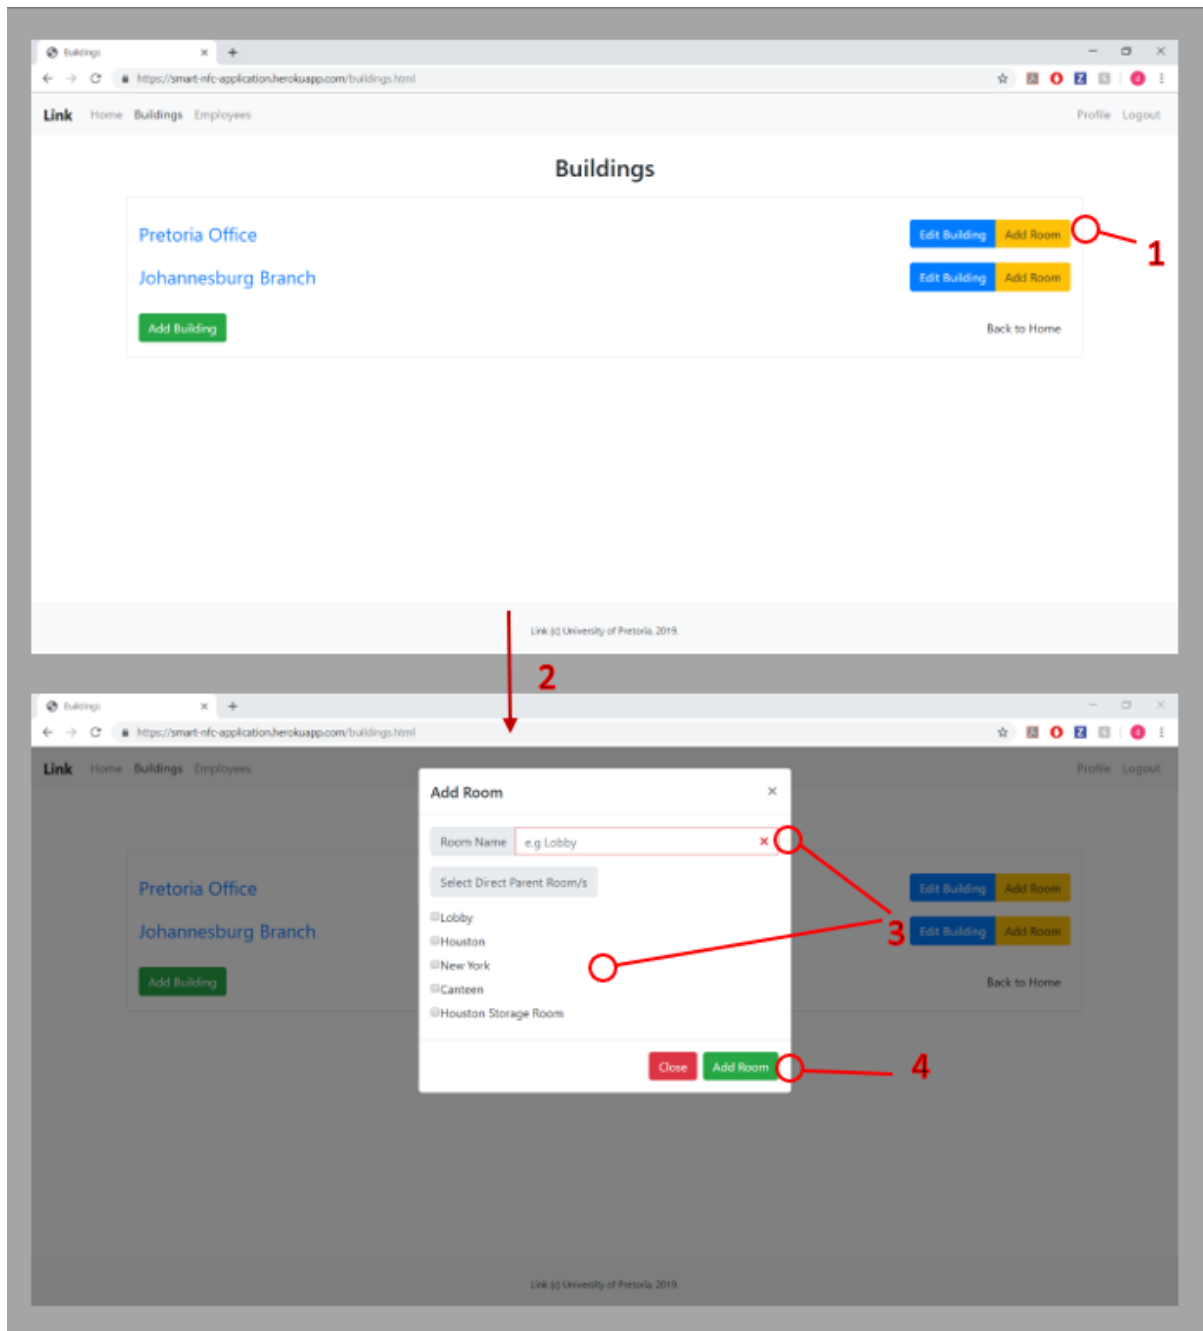 Buildings
https://smart-nfc-application.herokuapp.com/buildings.html
Link Home Buildings Employees Profile Logout
Buildings
Pretoria Office Edit Building Add Room
1
Johannesburg Branch Edit Building Add Room
Add Building Back to Home
Link (c) University of Pretoria, 2019.
2
Buildings
https://smart-nfc-application.herokuapp.com/buildings.html
Link Home Buildings Employees Profile Logout
Add Room
Room Name e.g Lobby
Select Direct Parent Room/s
Pretoria Office Edit Building Add Room
Lobby
3
Johannesburg Branch Edit Building Add Room
Houston
New York
Add Building Back to Home
Canteen
Houston Storage Room
Close Add Room
4
Link (c) University of Pretoria, 2019.